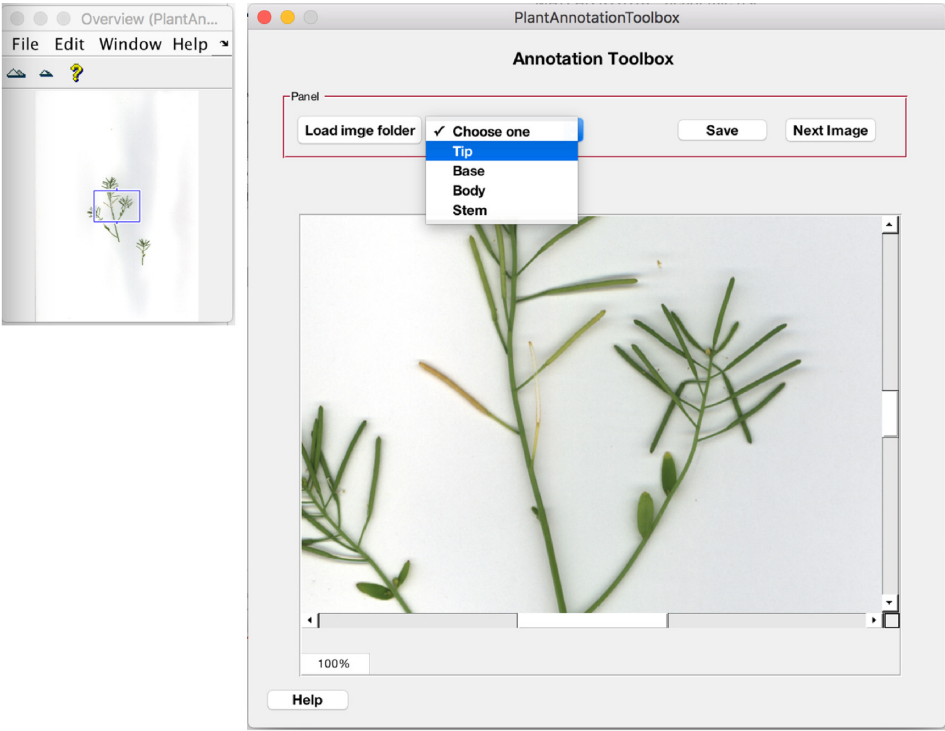 Overview (PlantAn...
File Edit Window Help
PlantAnnotationToolbox
Annotation Toolbox
Panel
Load imge folder
✓ Choose one
Tip
Base
Body
Stem
Save
Next Image
100%
Help